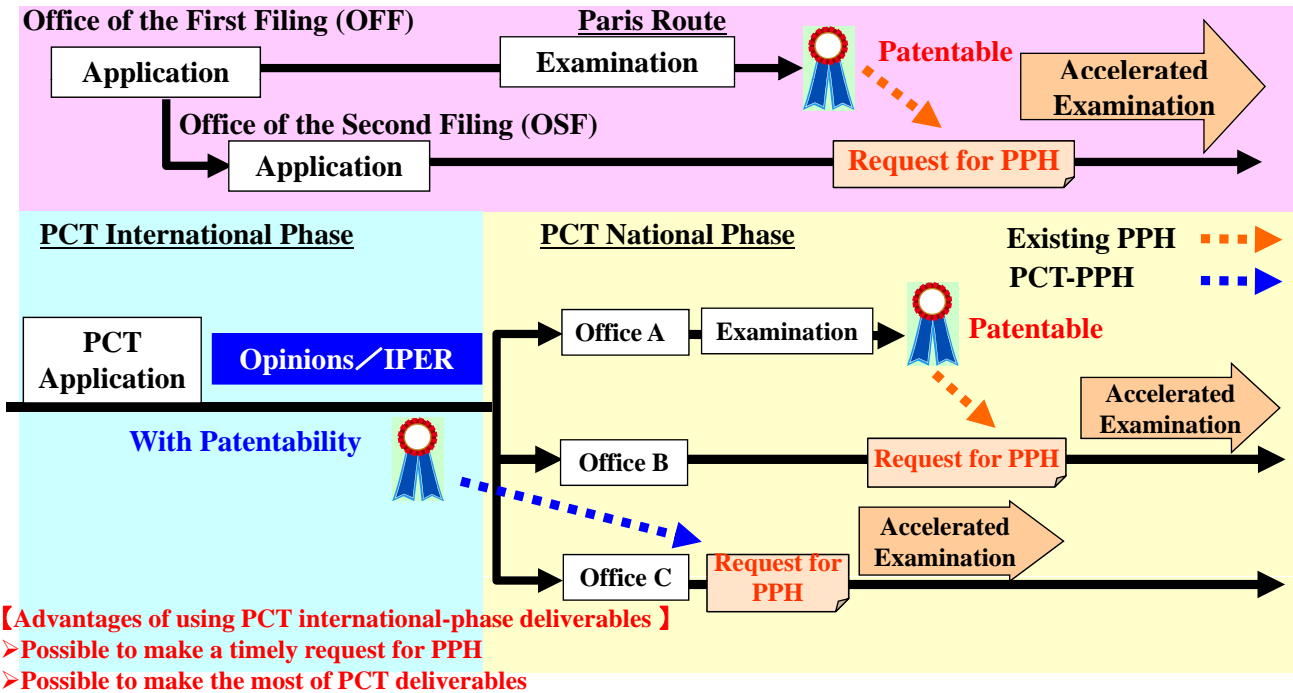 Office of the First Filing (OFF)
Paris Route
Application
Examination
Patentable
Accelerated
Examination
Office of the Second Filing (OSF)
Application
Request for PPH
PCT International Phase
PCT National Phase
Existing PPH
PCT-PPH
PCT
Application
Opinions／IPER
With Patentability
Office A
Examination
Patentable
Office B
Request for PPH
Accelerated
Examination
Office C
Request for
PPH
Accelerated
Examination
【Advantages of using PCT international-phase deliverables 】
➢Possible to make a timely request for PPH
➢Possible to make the most of PCT deliverables